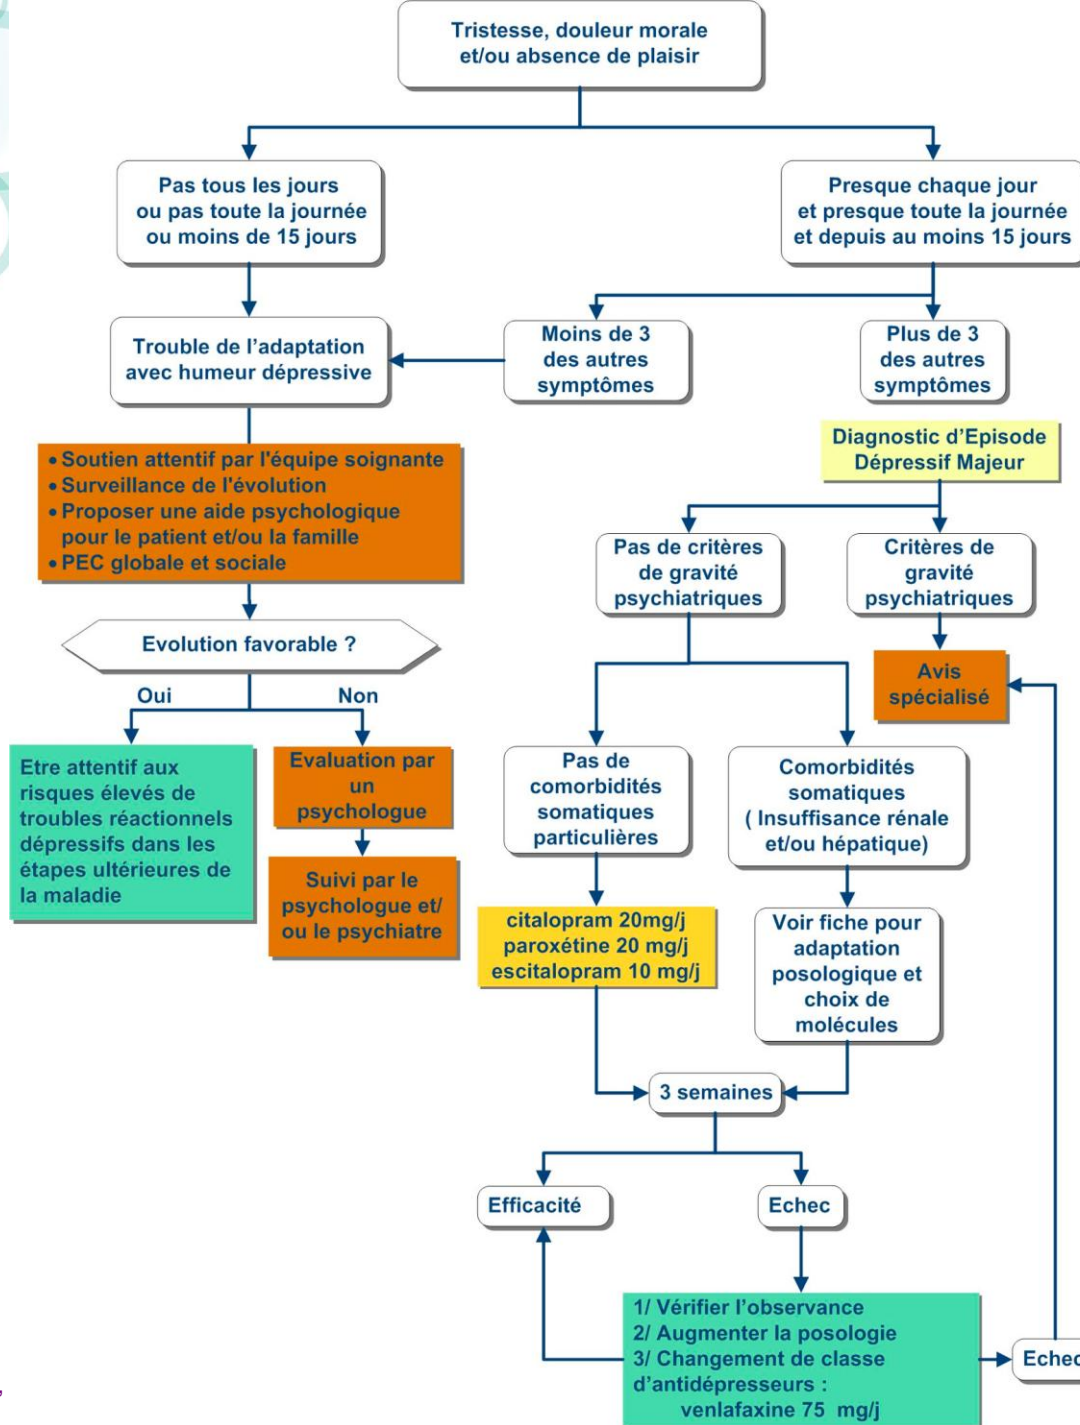 Tristesse, douleur morale
et/ou absence de plaisir
Pas tous les jours
ou pas toute la journée
ou moins de 15 jours
Presque chaque jour
et presque toute la journée
et depuis au moins 15 jours
Trouble de l'adaptation
avec humeur dépressive
Moins de 3
des autres
symptômes
Plus de 3
des autres
symptômes
Diagnostic d'Episode
Dépressif Majeur
• Soutien attentif par l'équipe soignante
• Surveillance de l'évolution
• Proposer une aide psychologique
pour le patient et/ou la famille
• PEC globale et sociale
Pas de critères
de gravité
psychiatriques
Critères de
gravité
psychiatriques
Evolution favorable ?
Avis
spécialisé
Oui
Non
Etre attentif aux
risques élevés de
troubles réactionnels
dépressifs dans les
étapes ultérieures de
la maladie
Evaluation par
un
psychologue
Suivi par le
psychologue et/
ou le psychiatre
Pas de
comorbidités
somatiques
particulières
Comorbidités
somatiques
( Insuffisance rénale
et/ou hépatique)
citalopram 20mg/j
paroxétine 20 mg/j
escitalopram 10 mg/j
Voir fiche pour
adaptation
posologique et
choix de
molécules
3 semaines
Efficacité
Echec
1/ Vérifier l'observance
2/ Augmenter la posologie
3/ Changement de classe
d'antidépresseurs :
venlafaxine 75 mg/j
Echec
,